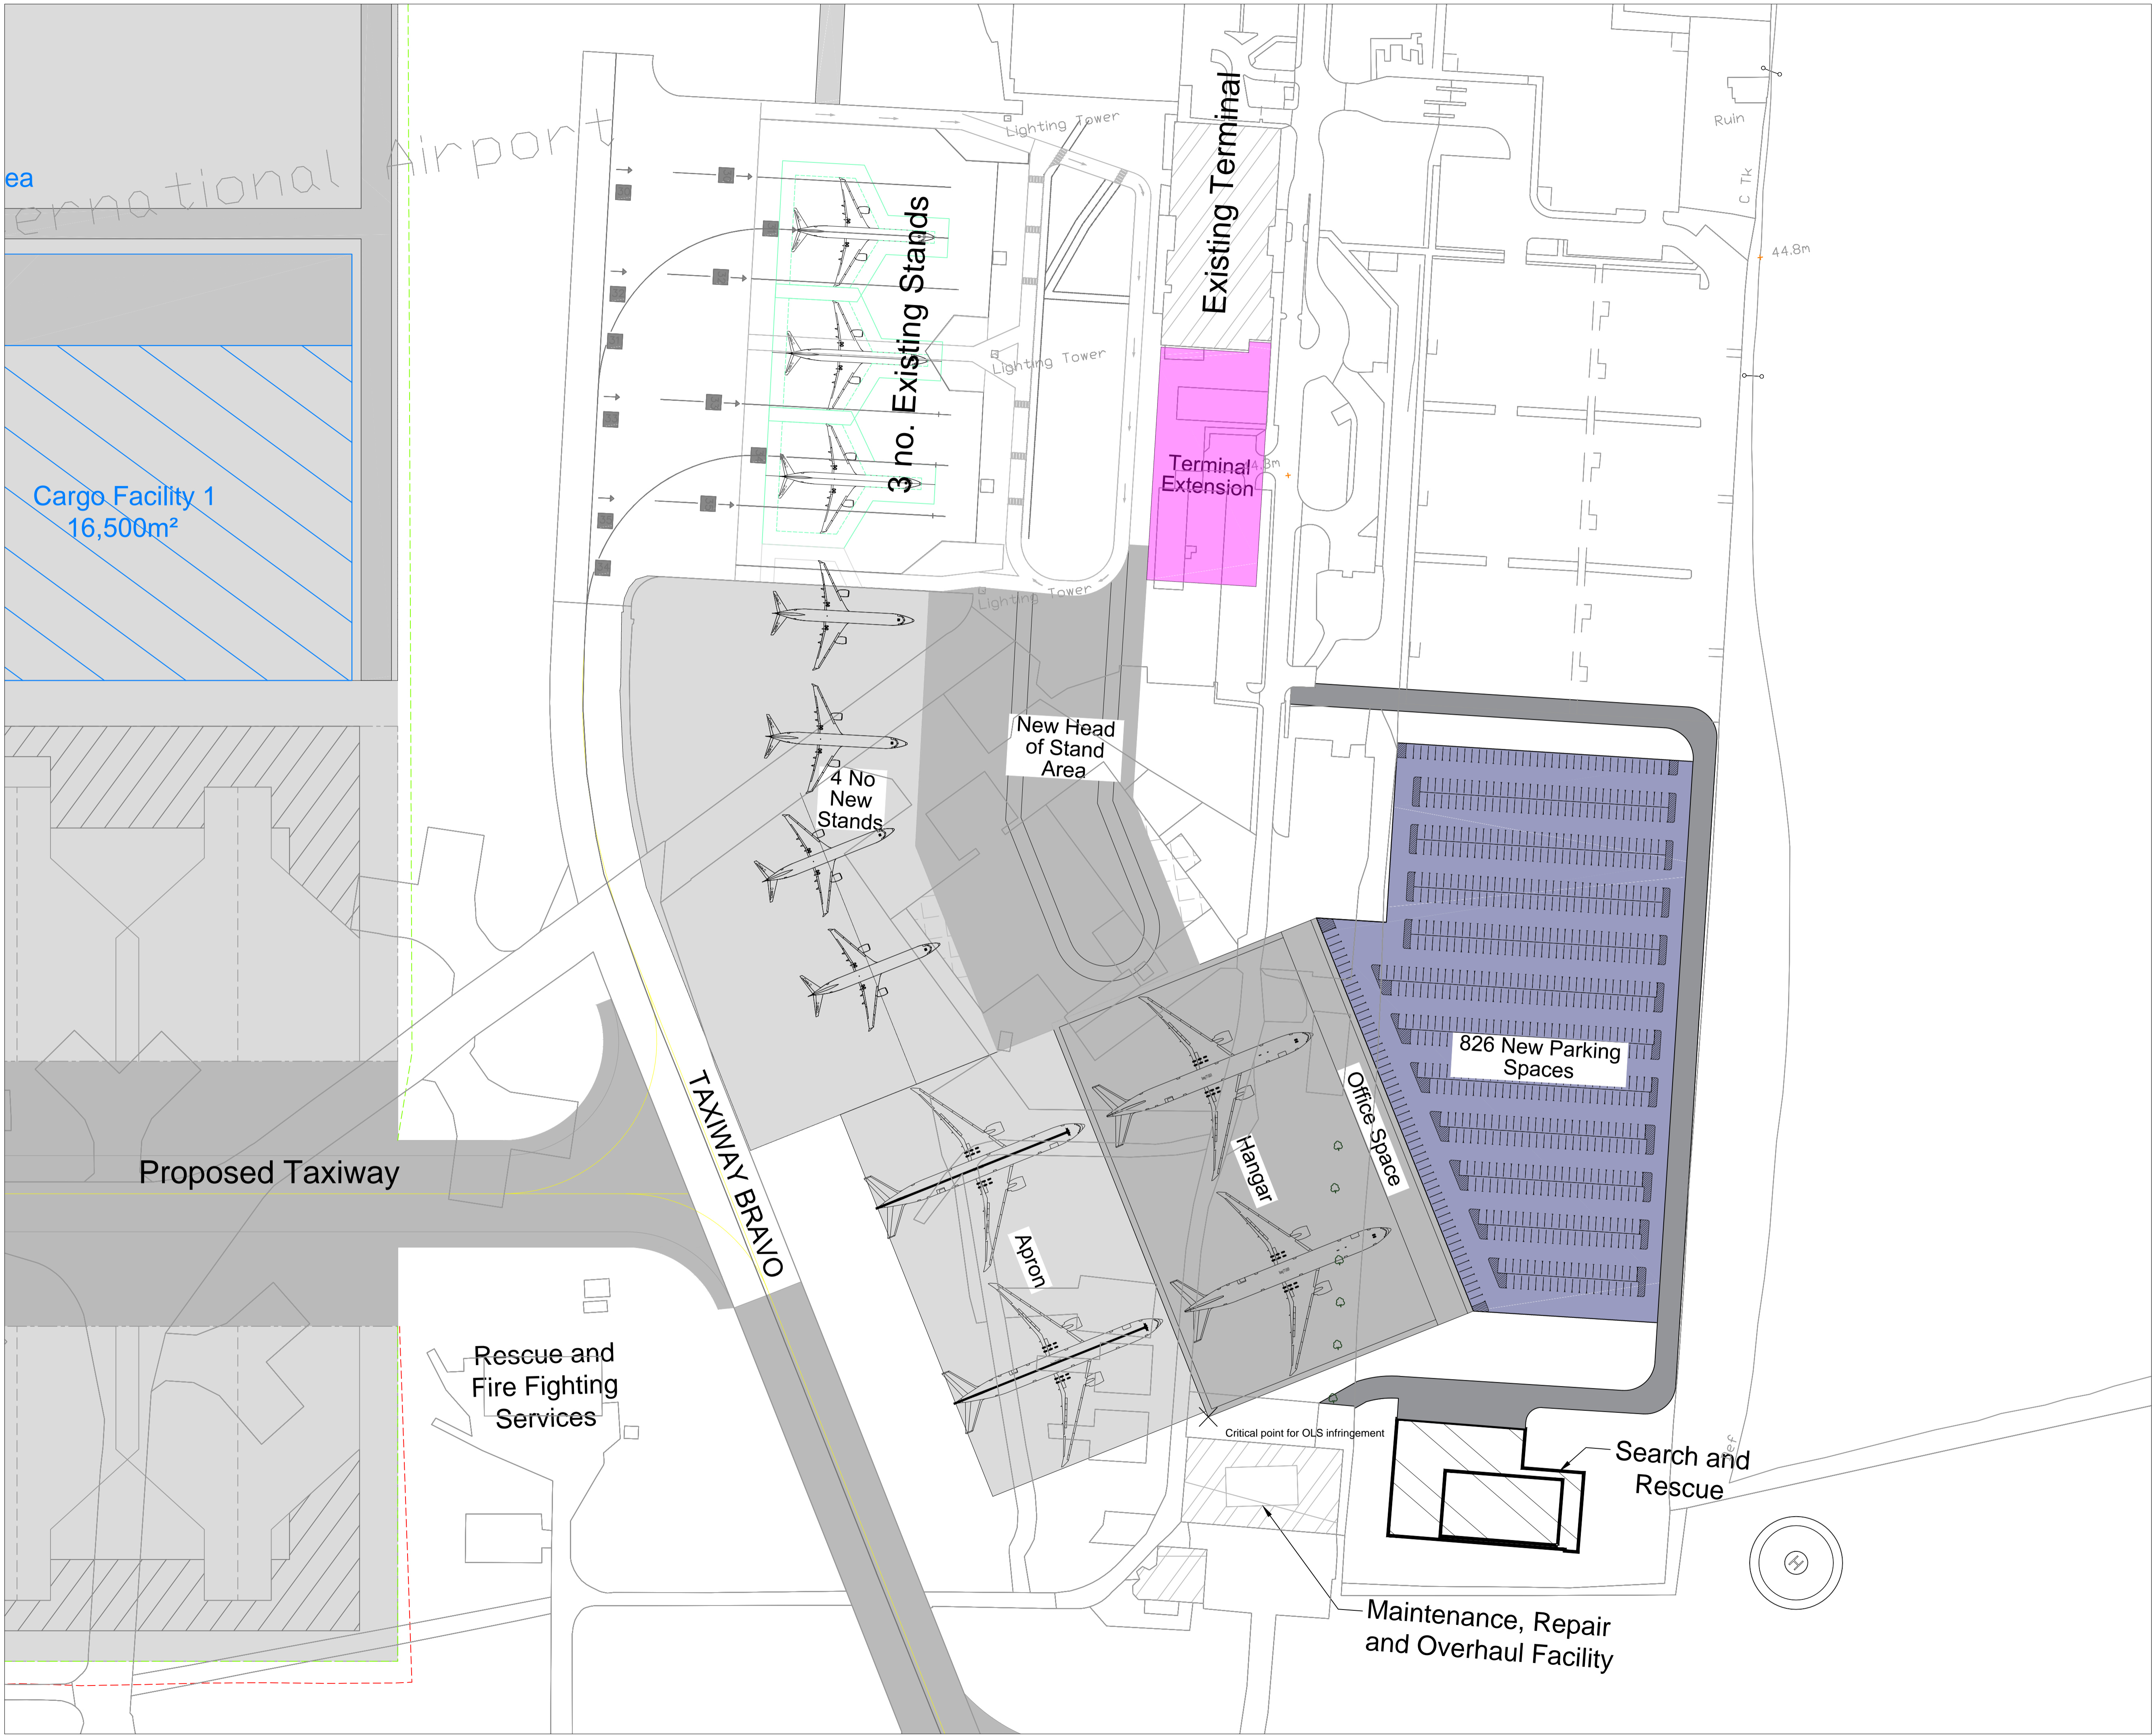 ea
ernational Airport
Cargo Facility 1
16,500m²
Lighting Tower
Existing Terminal
Ruin
C Tk
44.8m
3 no. Existing Stands
Lighting Tower
Terminal
Extension
Lighting Tower
New Head
of Stand
Area
4 No
New
Stands
826 New Parking
Spaces
Office Space
Hangar
Apron
Proposed Taxiway
TAXIWAY BRAVO
Rescue and
Fire Fighting
Services
Critical point for OLS infringement
Search and
Rescue
H
Maintenance, Repair
and Overhaul Facility